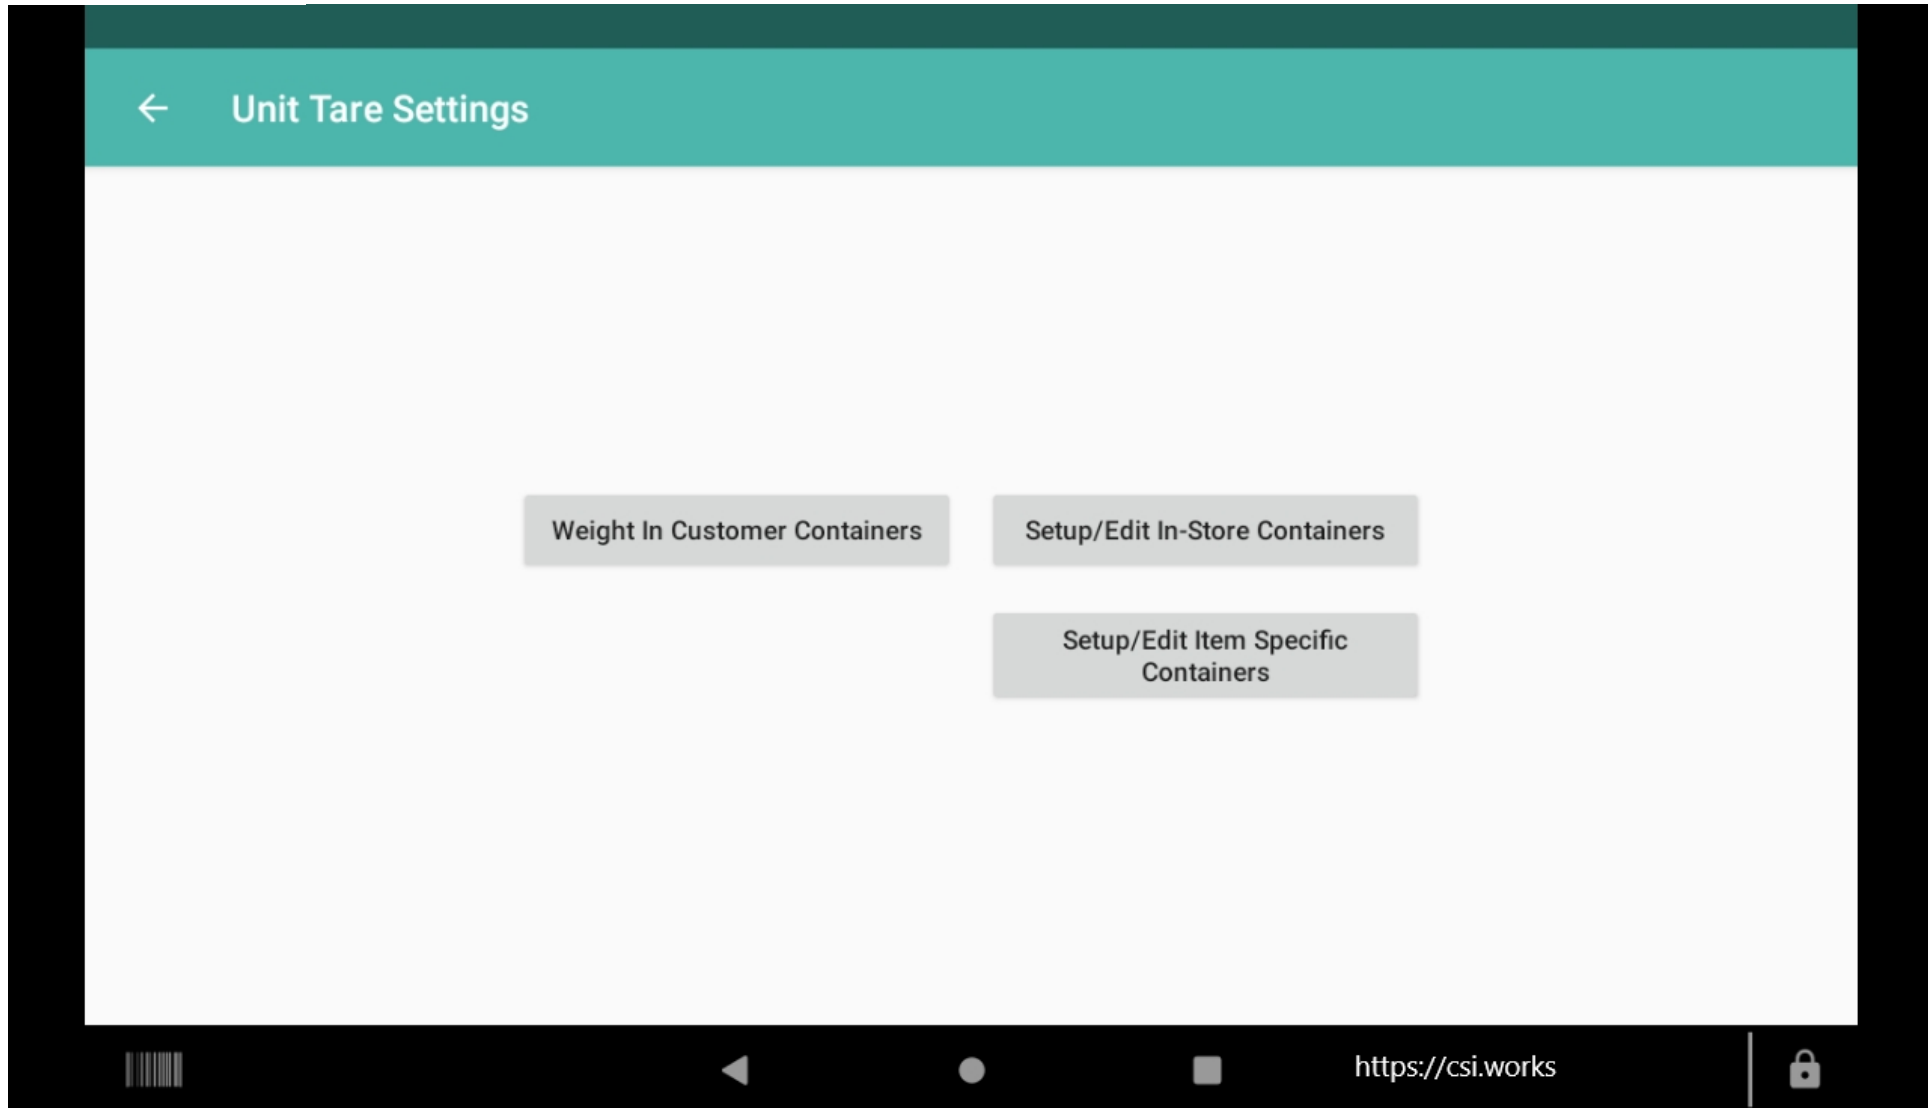 Unit Tare Settings
Weight In Customer Containers
Setup/Edit In-Store Containers
Setup/Edit Item Specific
Containers
https://csi.works